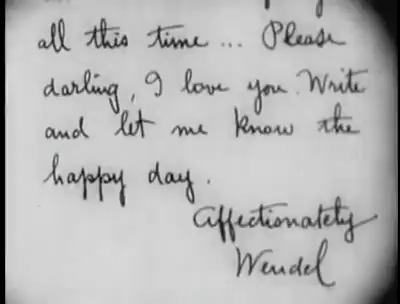 all this time ... Please
darling, I love you. Write
and let me know the
happy day.
Affectionately
Wendel